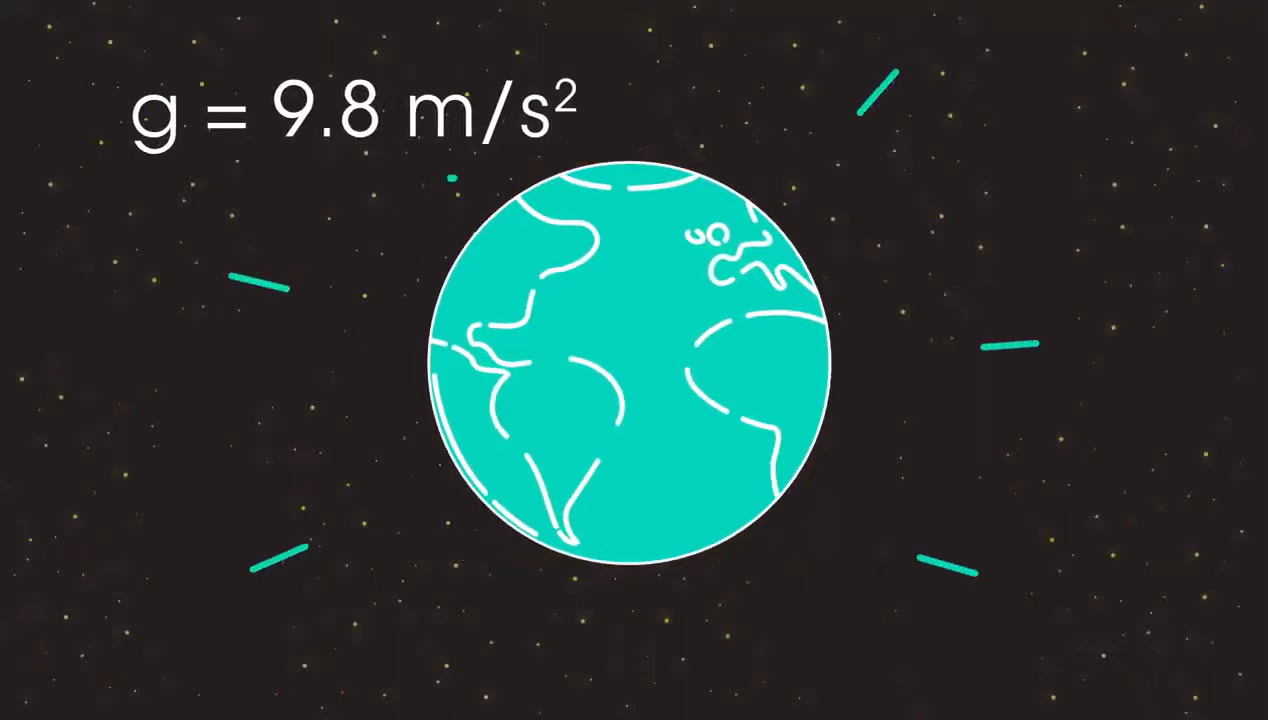 g = 9.8 m/s²